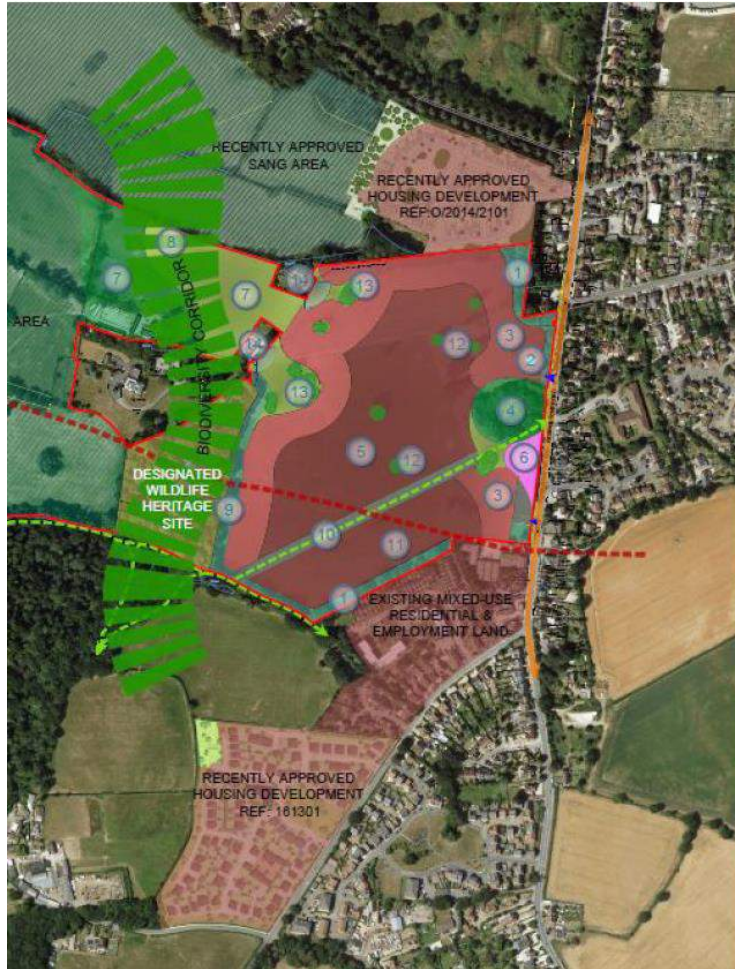 RECENTLY APPROVED
SANG AREA
RECENTLY APPROVED
HOUSING DEVELOPMENT
REF:O/2014/2101
8
7
7
14
13
1
AREA
BIODIVERSITY CORRIDOR
14
3
12
2
13
4
5
12
6
DESIGNATED
WILDLIFE
HERITAGE
SITE
9
3
10
11
1
EXISTING MIXED-USE
RESIDENTIAL &
EMPLOYMENT LAND
RECENTLY APPROVED
HOUSING DEVELOPMENT
REF: 161301